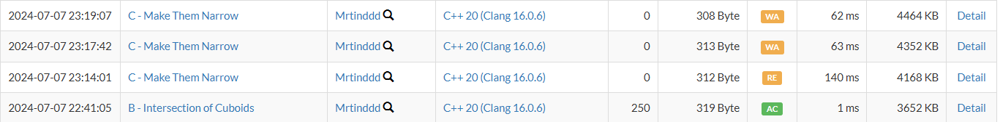 2024-07-07 23:19:07 C - Make Them Narrow Mrtinddd C++ 20 (Clang 16.0.6) 0 308 Byte WA 62 ms 4464 KB Detail
2024-07-07 23:17:42 C - Make Them Narrow Mrtinddd C++ 20 (Clang 16.0.6) 0 313 Byte WA 63 ms 4352 KB Detail
2024-07-07 23:14:01 C - Make Them Narrow Mrtinddd C++ 20 (Clang 16.0.6) 0 312 Byte RE 140 ms 4168 KB Detail
2024-07-07 22:41:05 B - Intersection of Cuboids Mrtinddd C++ 20 (Clang 16.0.6) 250 319 Byte AC 1 ms 3652 KB Detail